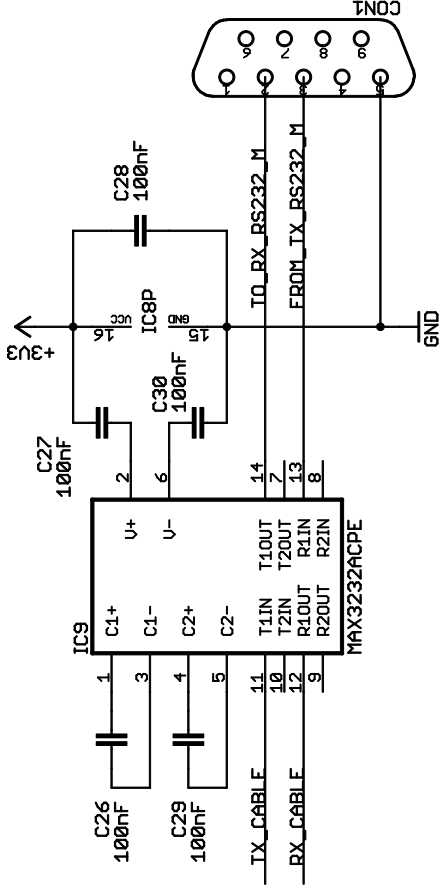 CON1
6
7
8
9
1
2
3
4
5
C28
100nF
TO_RX_RS232_M
FROM_TX_RS232_M
+3V3
16
VCC
IC8P
GND
15
GND
C27
100nF
C30
100nF
2
6
14
7
13
8
IC9
V+
V-
T1OUT
T2OUT
R1IN
R2IN
C1+
C1-
C2+
C2-
T1IN
T2IN
R1OUT
R2OUT
MAX3232ACPE
1
3
4
5
11
10
12
9
C26
100nF
C29
100nF
TX_CABLE
RX_CABLE